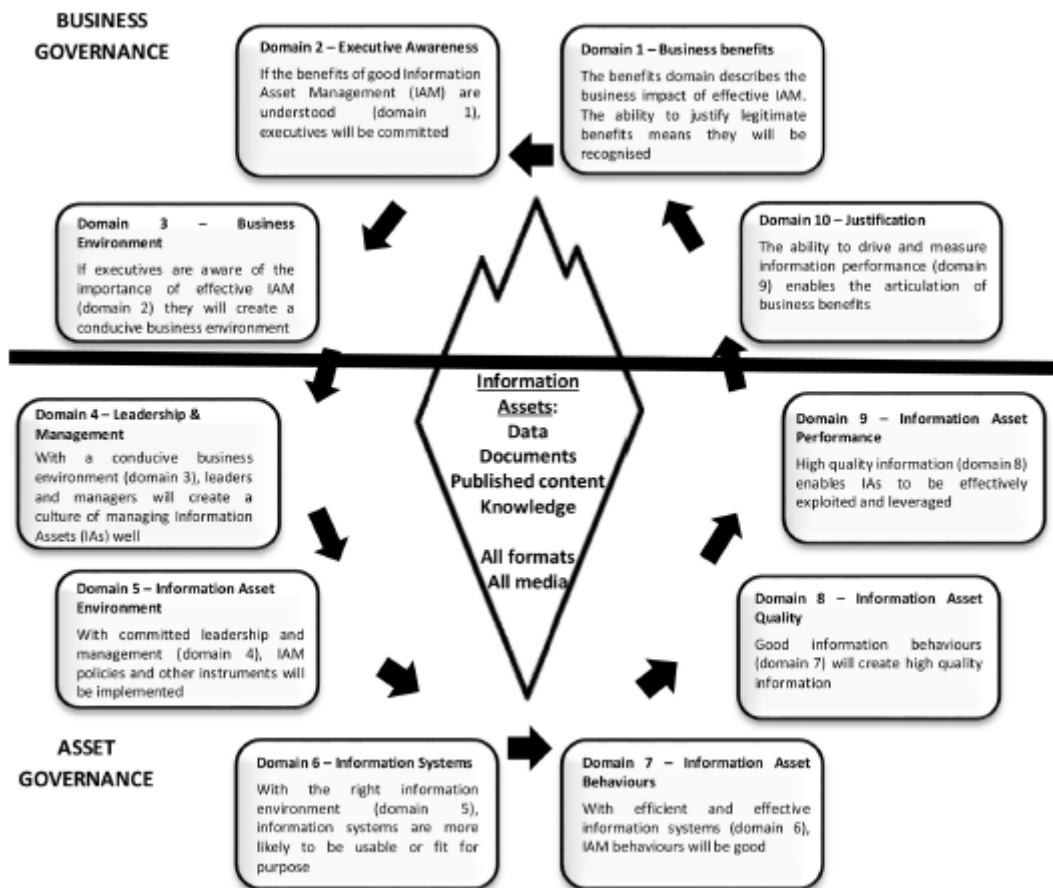 BUSINESS
GOVERNANCE
Domain 2 – Executive Awareness
If the benefits of good Information
Asset Management (IAM) are
understood (domain 1),
executives will be committed
Domain 1 – Business benefits
The benefits domain describes the
business impact of effective IAM.
The ability to justify legitimate
benefits means they will be
recognised
Domain 3 – Business
Environment
If executives are aware of the
importance of effective IAM
(domain 2) they will create a
conducive business environment
Domain 10 – Justification
The ability to drive and measure
information performance (domain
9) enables the articulation of
business benefits
Information
Assets:
Data
Documents
Published content
Knowledge
All formats
All media
Domain 4 – Leadership &
Management
With a conducive business
environment (domain 3), leaders
and managers will create a
culture of managing Information
Assets (IAs) well
Domain 9 – Information Asset
Performance
High quality information (domain 8)
enables IAs to be effectively
exploited and leveraged
Domain 5 – Information Asset
Environment
With committed leadership and
management (domain 4), IAM
policies and other instruments will
be implemented
Domain 8 – Information Asset
Quality
Good information behaviours
(domain 7) will create high quality
information
ASSET
GOVERNANCE
Domain 6 – Information Systems
With the right information
environment (domain 5),
information systems are more
likely to be usable or fit for
purpose
Domain 7 – Information Asset
Behaviours
With efficient and effective
information systems (domain 6),
IAM behaviours will be good